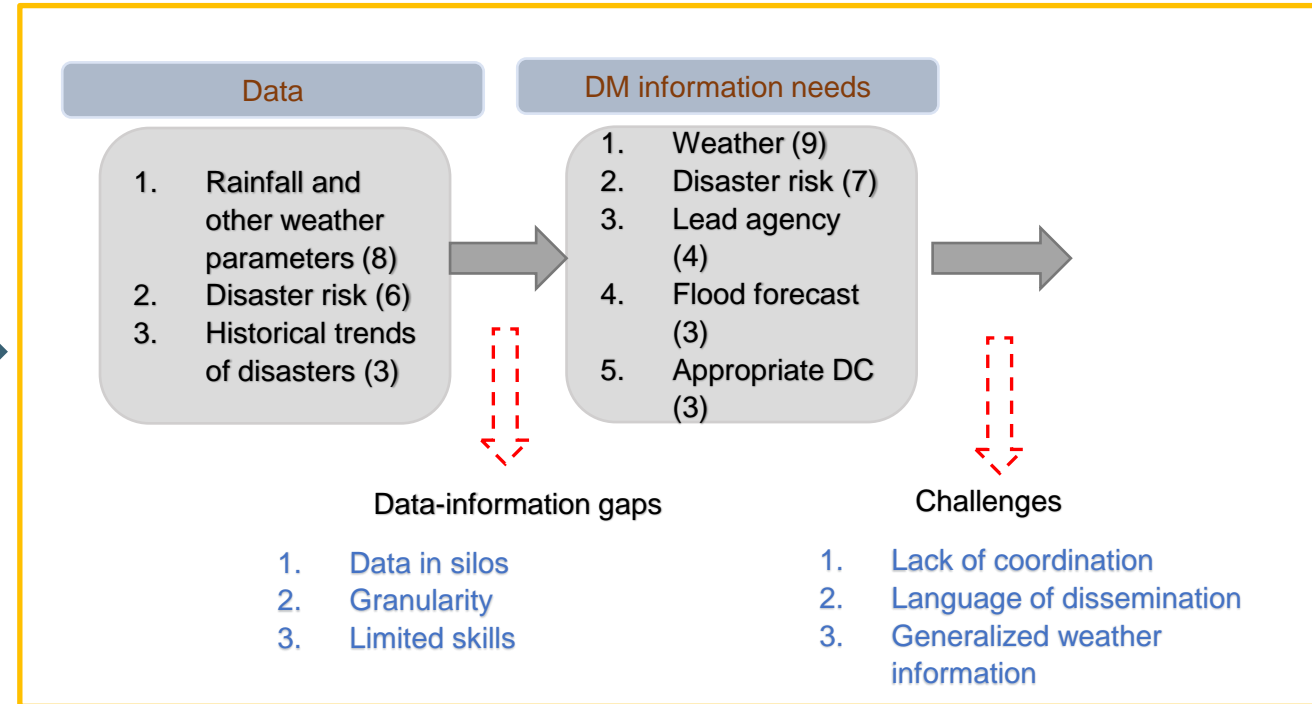 Data
1. Rainfall and
other weather
parameters (8)
2. Disaster risk (6)
3. Historical trends
of disasters (3)
DM information needs
1. Weather (9)
2. Disaster risk (7)
3. Lead agency
(4)
4. Flood forecast
(3)
5. Appropriate DC
(3)
Data-information gaps
1. Data in silos
2. Granularity
3. Limited skills
Challenges
1. Lack of coordination
2. Language of dissemination
3. Generalized weather
information